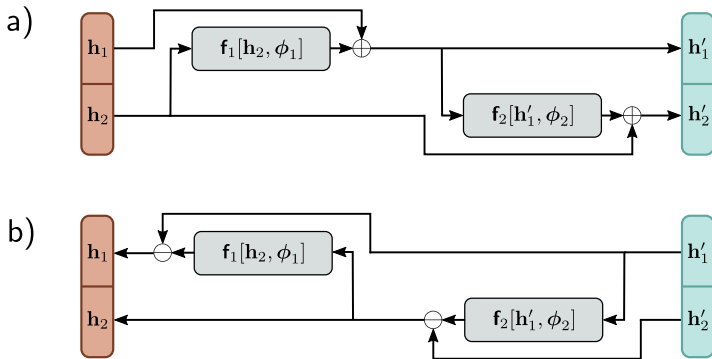 a)
h₁ f₁[h₂, ϕ₁] h′₁
h₂ f₂[h′₁, ϕ₂] h′₂
b)
h₁ f₁[h₂, ϕ₁] h′₁
h₂ f₂[h′₁, ϕ₂] h′₂